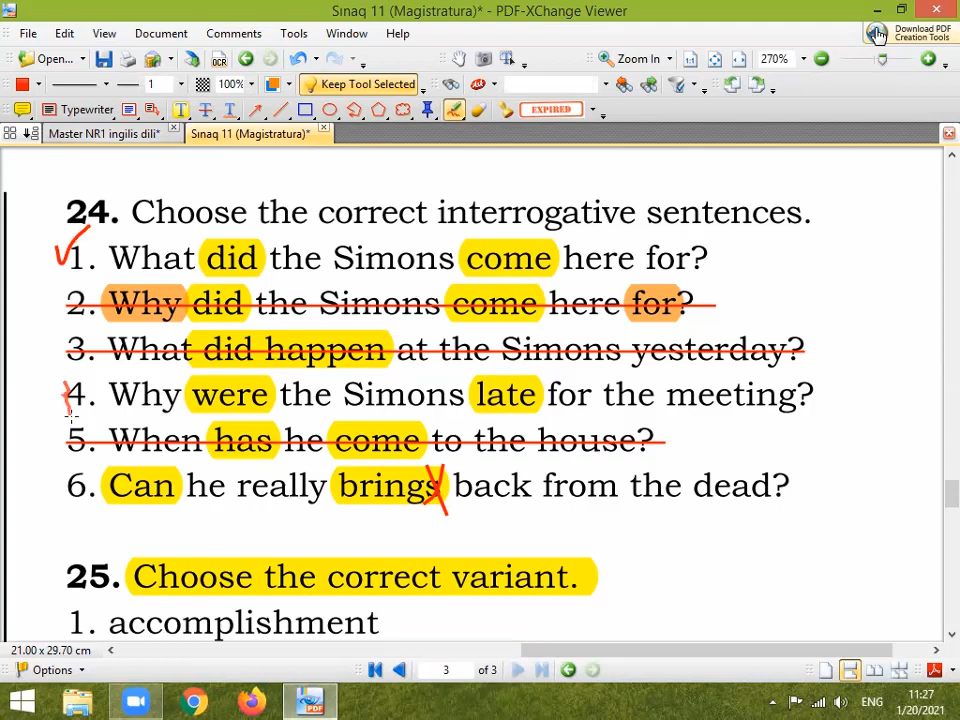 Sınaq 11 (Magistratura)* - PDF-XChange Viewer
File Edit View Document Comments Tools Window Help
Download PDF
Creation Tools
Open... OCR Zoom In 270%
1 100% Keep Tool Selected
Typewriter T T T EXPIRED
Master NR1 ingilis dili* Sınaq 11 (Magistratura)*
24. Choose the correct interrogative sentences.
1. What did the Simons come here for?
2. Why did the Simons come here for?
3. What did happen at the Simons yesterday?
4. Why were the Simons late for the meeting?
5. When has he come to the house?
6. Can he really brings back from the dead?
25. Choose the correct variant.
1. accomplishment
21.00 x 29.70 cm
Options 3 of 3
ENG
11:27
1/20/2021